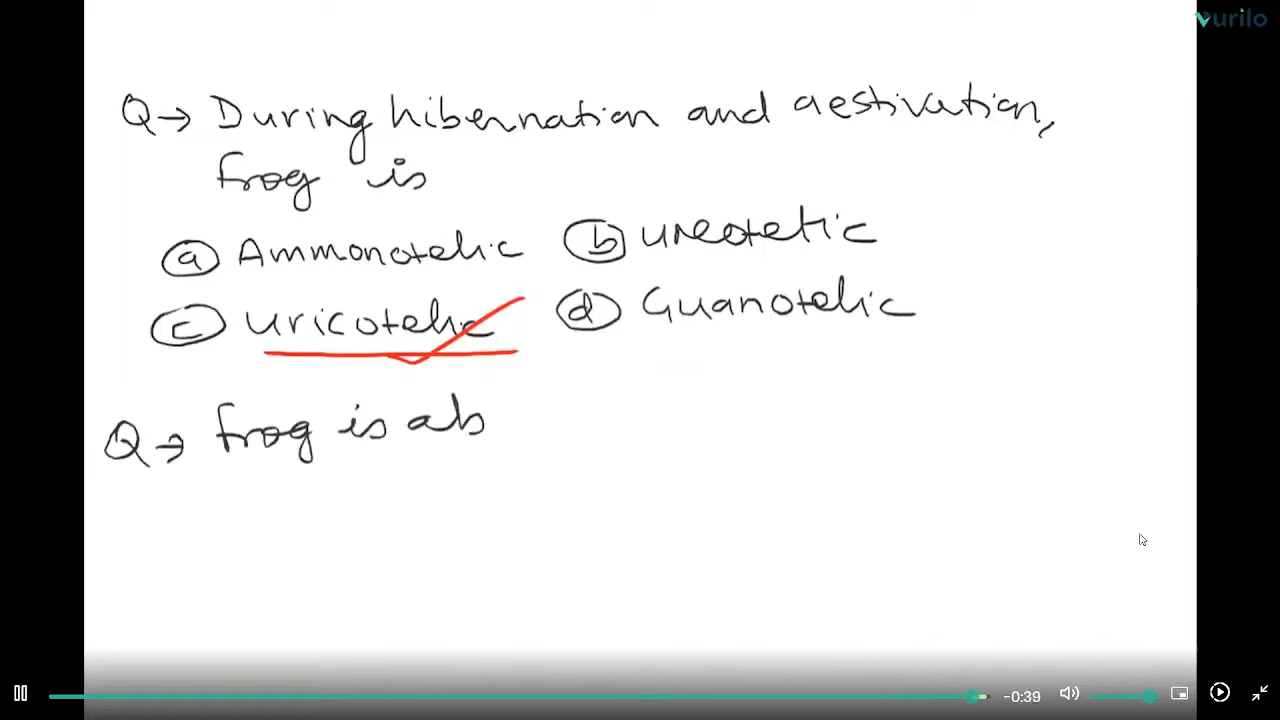 vurilo
Q → During hibernation and aestivation,
frog is
(a) Ammonotelic (b) Ureotelic
(c) Uricotelic (d) Guanotelic
Q → frog is ab
-0:39